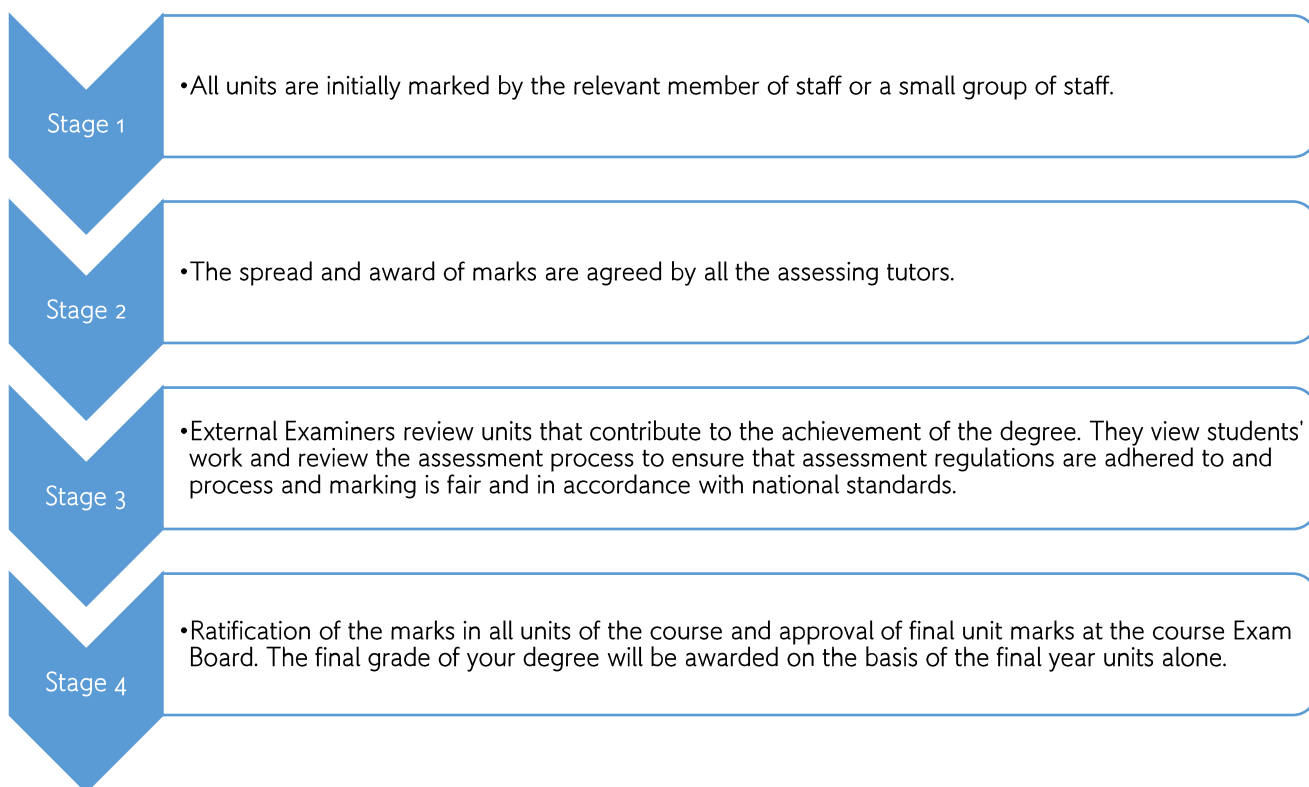 Stage 1
•All units are initially marked by the relevant member of staff or a small group of staff.
Stage 2
•The spread and award of marks are agreed by all the assessing tutors.
Stage 3
•External Examiners review units that contribute to the achievement of the degree. They view students'
work and review the assessment process to ensure that assessment regulations are adhered to and
process and marking is fair and in accordance with national standards.
Stage 4
•Ratification of the marks in all units of the course and approval of final unit marks at the course Exam
Board. The final grade of your degree will be awarded on the basis of the final year units alone.